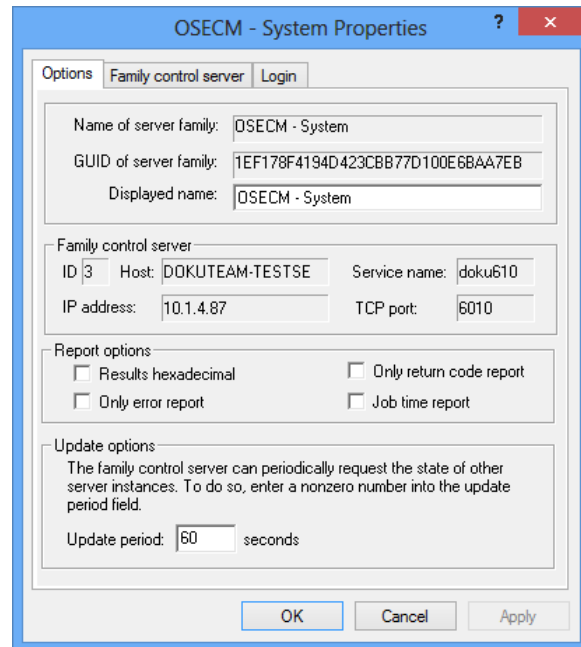 OSECM - System Properties
?
×
Options Family control server Login
Name of server family: OSECM - System
GUID of server family: 1EF178F4194D423CBB77D100E6BAA7EB
Displayed name: OSECM - System
Family control server
ID 3 Host: DOKUTEAM-TESTSE Service name: doku610
IP address: 10.1.4.87 TCP port: 6010
Report options
Results hexadecimal Only return code report
Only error report Job time report
Update options
The family control server can periodically request the state of other
server instances. To do so, enter a nonzero number into the update
period field.
Update period: 60 seconds
OK Cancel Apply